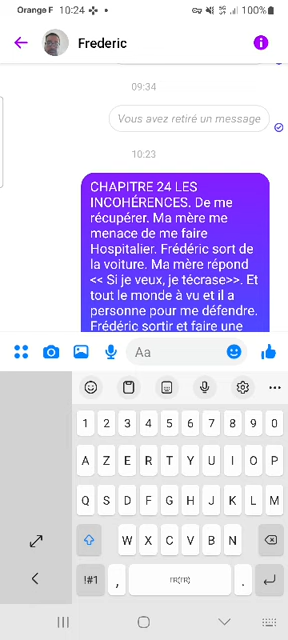 Orange F 10:24 100%
Frederic
09:34
Vous avez retiré un message
10:23
CHAPITRE 24 LES
INCOHÉRENCES. De me
récupérer. Ma mère me
menace de me faire
Hospitalier. Frédéric sort de
la voiture. Ma mère répond
<< Si je veux, je técrase>>. Et
tout le monde à vu et il a
personne pour me défendre.
Frédéric sortir et faire une
Aa
1 2 3 4 5 6 7 8 9 0
A Z E R T Y U I O P
Q S D F G H J K L M
W X C V B N
!#1 , FR(FR) .